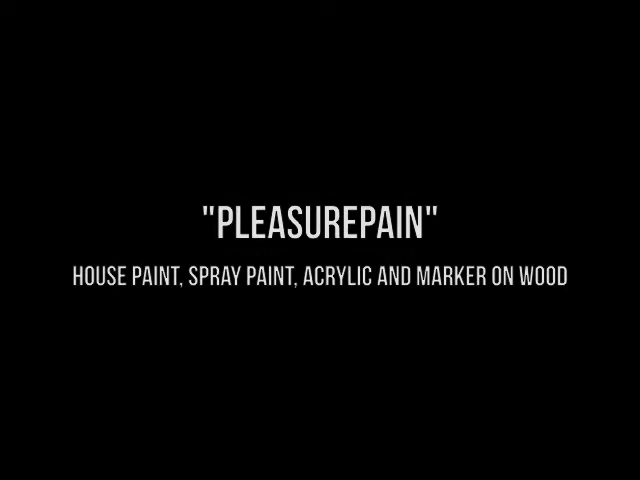 "PLEASUREPAIN"
HOUSE PAINT, SPRAY PAINT, ACRYLIC AND MARKER ON WOOD